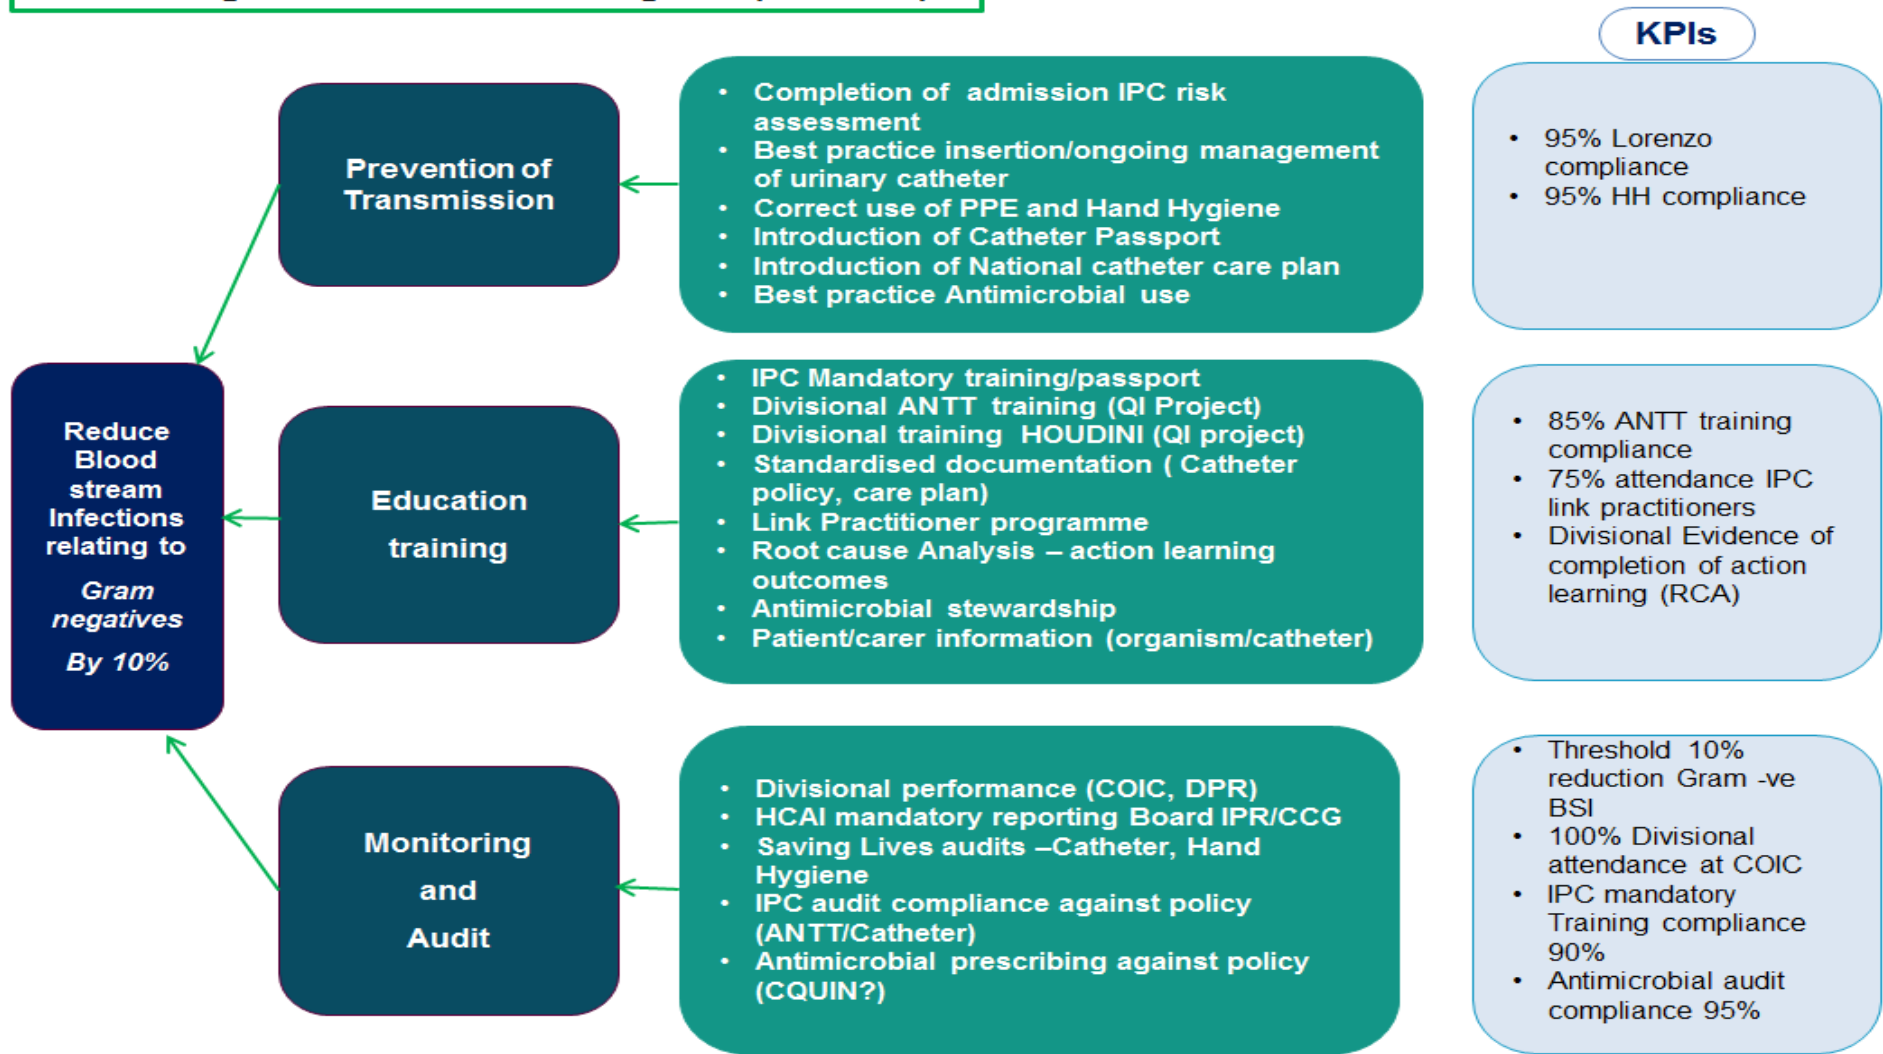 KPIs
Prevention of
Transmission
• Completion of admission IPC risk
assessment
• Best practice insertion/ongoing management
of urinary catheter
• Correct use of PPE and Hand Hygiene
• Introduction of Catheter Passport
• Introduction of National catheter care plan
• Best practice Antimicrobial use
• 95% Lorenzo
compliance
• 95% HH compliance
Reduce
Blood
stream
Infections
relating to
Gram
negatives
By 10%
Education
training
• IPC Mandatory training/passport
• Divisional ANTT training (QI Project)
• Divisional training HOUDINI (QI project)
• Standardised documentation ( Catheter
policy, care plan)
• Link Practitioner programme
• Root cause Analysis – action learning
outcomes
• Antimicrobial stewardship
• Patient/carer information (organism/catheter)
• 85% ANTT training
compliance
• 75% attendance IPC
link practitioners
• Divisional Evidence of
completion of action
learning (RCA)
Monitoring
and
Audit
• Divisional performance (COIC, DPR)
• HCAI mandatory reporting Board IPR/CCG
• Saving Lives audits –Catheter, Hand
Hygiene
• IPC audit compliance against policy
(ANTT/Catheter)
• Antimicrobial prescribing against policy
(CQUIN?)
• Threshold 10%
reduction Gram -ve
BSI
• 100% Divisional
attendance at COIC
• IPC mandatory
Training compliance
90%
• Antimicrobial audit
compliance 95%